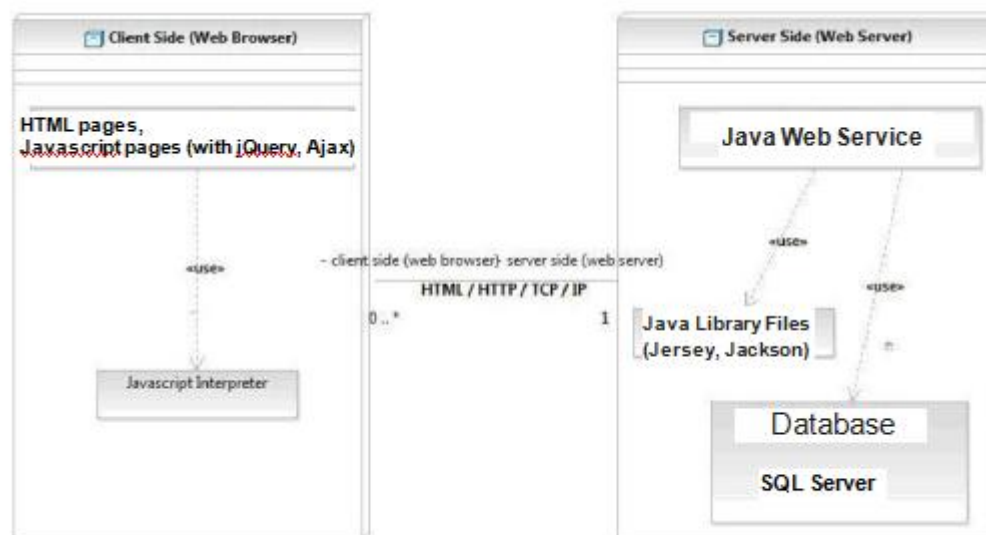 Client Side (Web Browser)
HTML pages,
Javascript pages (with jQuery, Ajax)
«use»
Javascript Interpreter
- client side (web browser)- server side (web server)
HTML / HTTP / TCP / IP
0..*
1
Server Side (Web Server)
Java Web Service
«use»
«use»
Java Library Files
(Jersey, Jackson)
Database
SQL Server